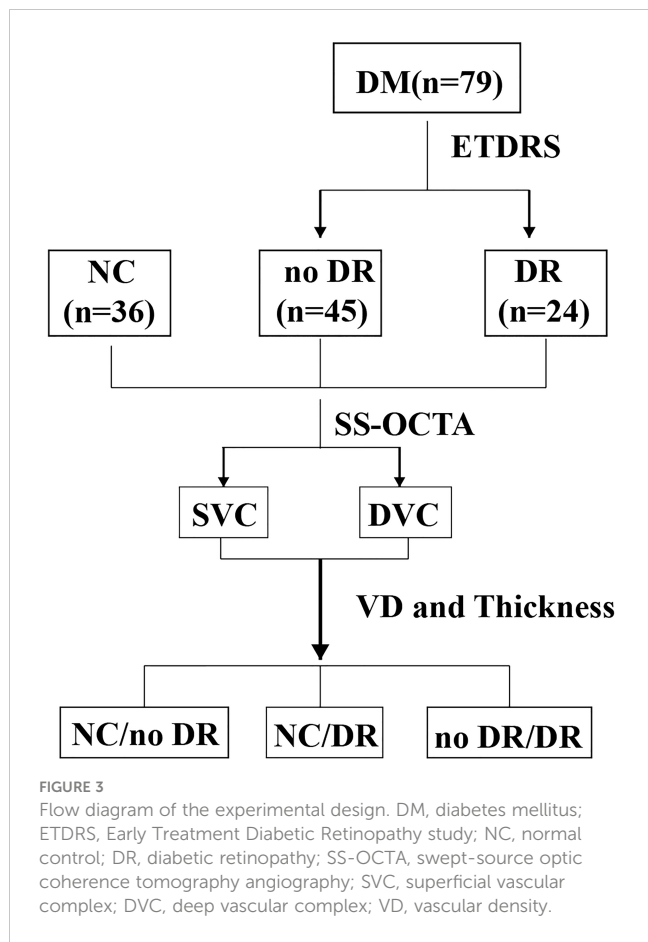 DM(n=79)
ETDRS
NC
(n=36)
no DR
(n=45)
DR
(n=24)
SS-OCTA
SVC
DVC
VD and Thickness
NC/no DR
NC/DR
no DR/DR
FIGURE 3
Flow diagram of the experimental design. DM, diabetes mellitus;
ETDRS, Early Treatment Diabetic Retinopathy study; NC, normal
control; DR, diabetic retinopathy; SS-OCTA, swept-source optic
coherence tomography angiography; SVC, superficial vascular
complex; DVC, deep vascular complex; VD, vascular density.